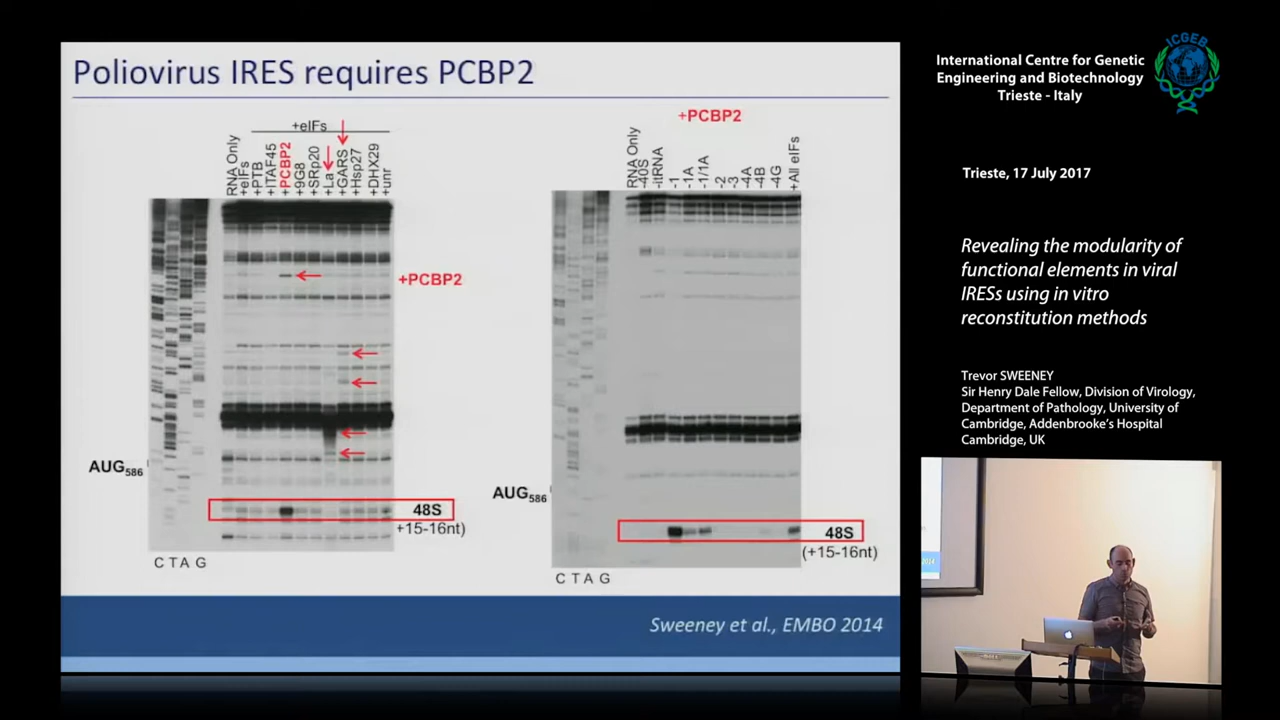 Poliovirus IRES requires PCBP2
+eIFs
RNA Only
+eIFs
+PTB
+ITAF45
+PCBP2
+9G8
+SRp20
+La
+GARS
+Hsp27
+DHX29
+unr
+PCBP2
AUG586
48S
+15-16nt)
C T A G
+PCBP2
RNA Only
-40S
-itRNA
-1
-1A
-1/1A
-2
-3
-4A
-4B
-4G
+All eIFs
AUG586
48S
(+15-16nt)
C T A G
Sweeney et al., EMBO 2014
International Centre for Genetic
Engineering and Biotechnology
Trieste - Italy
ICGEB
Trieste, 17 July 2017
Revealing the modularity of
functional elements in viral
IRESs using in vitro
reconstitution methods
Trevor SWEENEY
Sir Henry Dale Fellow, Division of Virology,
Department of Pathology, University of
Cambridge, Addenbrooke's Hospital
Cambridge, UK
2014